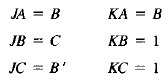 JA = B KA = B
JB = C KB = 1
JC = B' KC = 1